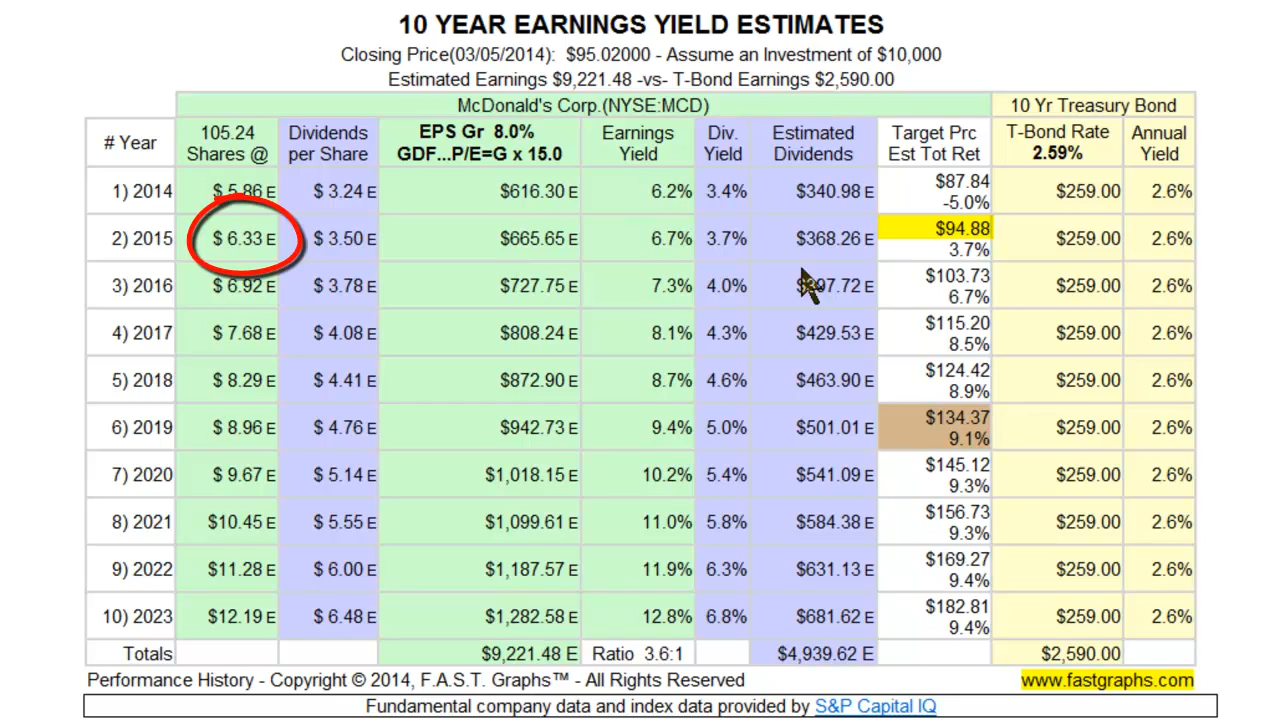 10 YEAR EARNINGS YIELD ESTIMATES
Closing Price(03/05/2014): $95.02000 - Assume an Investment of $10,000
Estimated Earnings $9,221.48 -vs- T-Bond Earnings $2,590.00
McDonald's Corp.(NYSE:MCD) 10 Yr Treasury Bond
# Year 105.24 Shares @ Dividends per Share EPS Gr 8.0% GDF...P/E=G x 15.0 Earnings Yield Div. Yield Estimated Dividends Target Prc Est Tot Ret T-Bond Rate 2.59% Annual Yield
1) 2014 $ 5.86 E $ 3.24 E $616.30 E 6.2% 3.4% $340.98 E $87.84 -5.0% $259.00 2.6%
2) 2015 $ 6.33 E $ 3.50 E $665.65 E 6.7% 3.7% $368.26 E $94.88 3.7% $259.00 2.6%
3) 2016 $ 6.92 E $ 3.78 E $727.75 E 7.3% 4.0% $397.72 E $103.73 6.7% $259.00 2.6%
4) 2017 $ 7.68 E $ 4.08 E $808.24 E 8.1% 4.3% $429.53 E $115.20 8.5% $259.00 2.6%
5) 2018 $ 8.29 E $ 4.41 E $872.90 E 8.7% 4.6% $463.90 E $124.42 8.9% $259.00 2.6%
6) 2019 $ 8.96 E $ 4.76 E $942.73 E 9.4% 5.0% $501.01 E $134.37 9.1% $259.00 2.6%
7) 2020 $ 9.67 E $ 5.14 E $1,018.15 E 10.2% 5.4% $541.09 E $145.12 9.3% $259.00 2.6%
8) 2021 $10.45 E $ 5.55 E $1,099.61 E 11.0% 5.8% $584.38 E $156.73 9.3% $259.00 2.6%
9) 2022 $11.28 E $ 6.00 E $1,187.57 E 11.9% 6.3% $631.13 E $169.27 9.4% $259.00 2.6%
10) 2023 $12.19 E $ 6.48 E $1,282.58 E 12.8% 6.8% $681.62 E $182.81 9.4% $259.00 2.6%
Totals $9,221.48 E Ratio 3.6:1 $4,939.62 E $2,590.00
Performance History - Copyright © 2014, F.A.S.T. Graphs™ - All Rights Reserved www.fastgraphs.com
Fundamental company data and index data provided by S&P Capital IQ